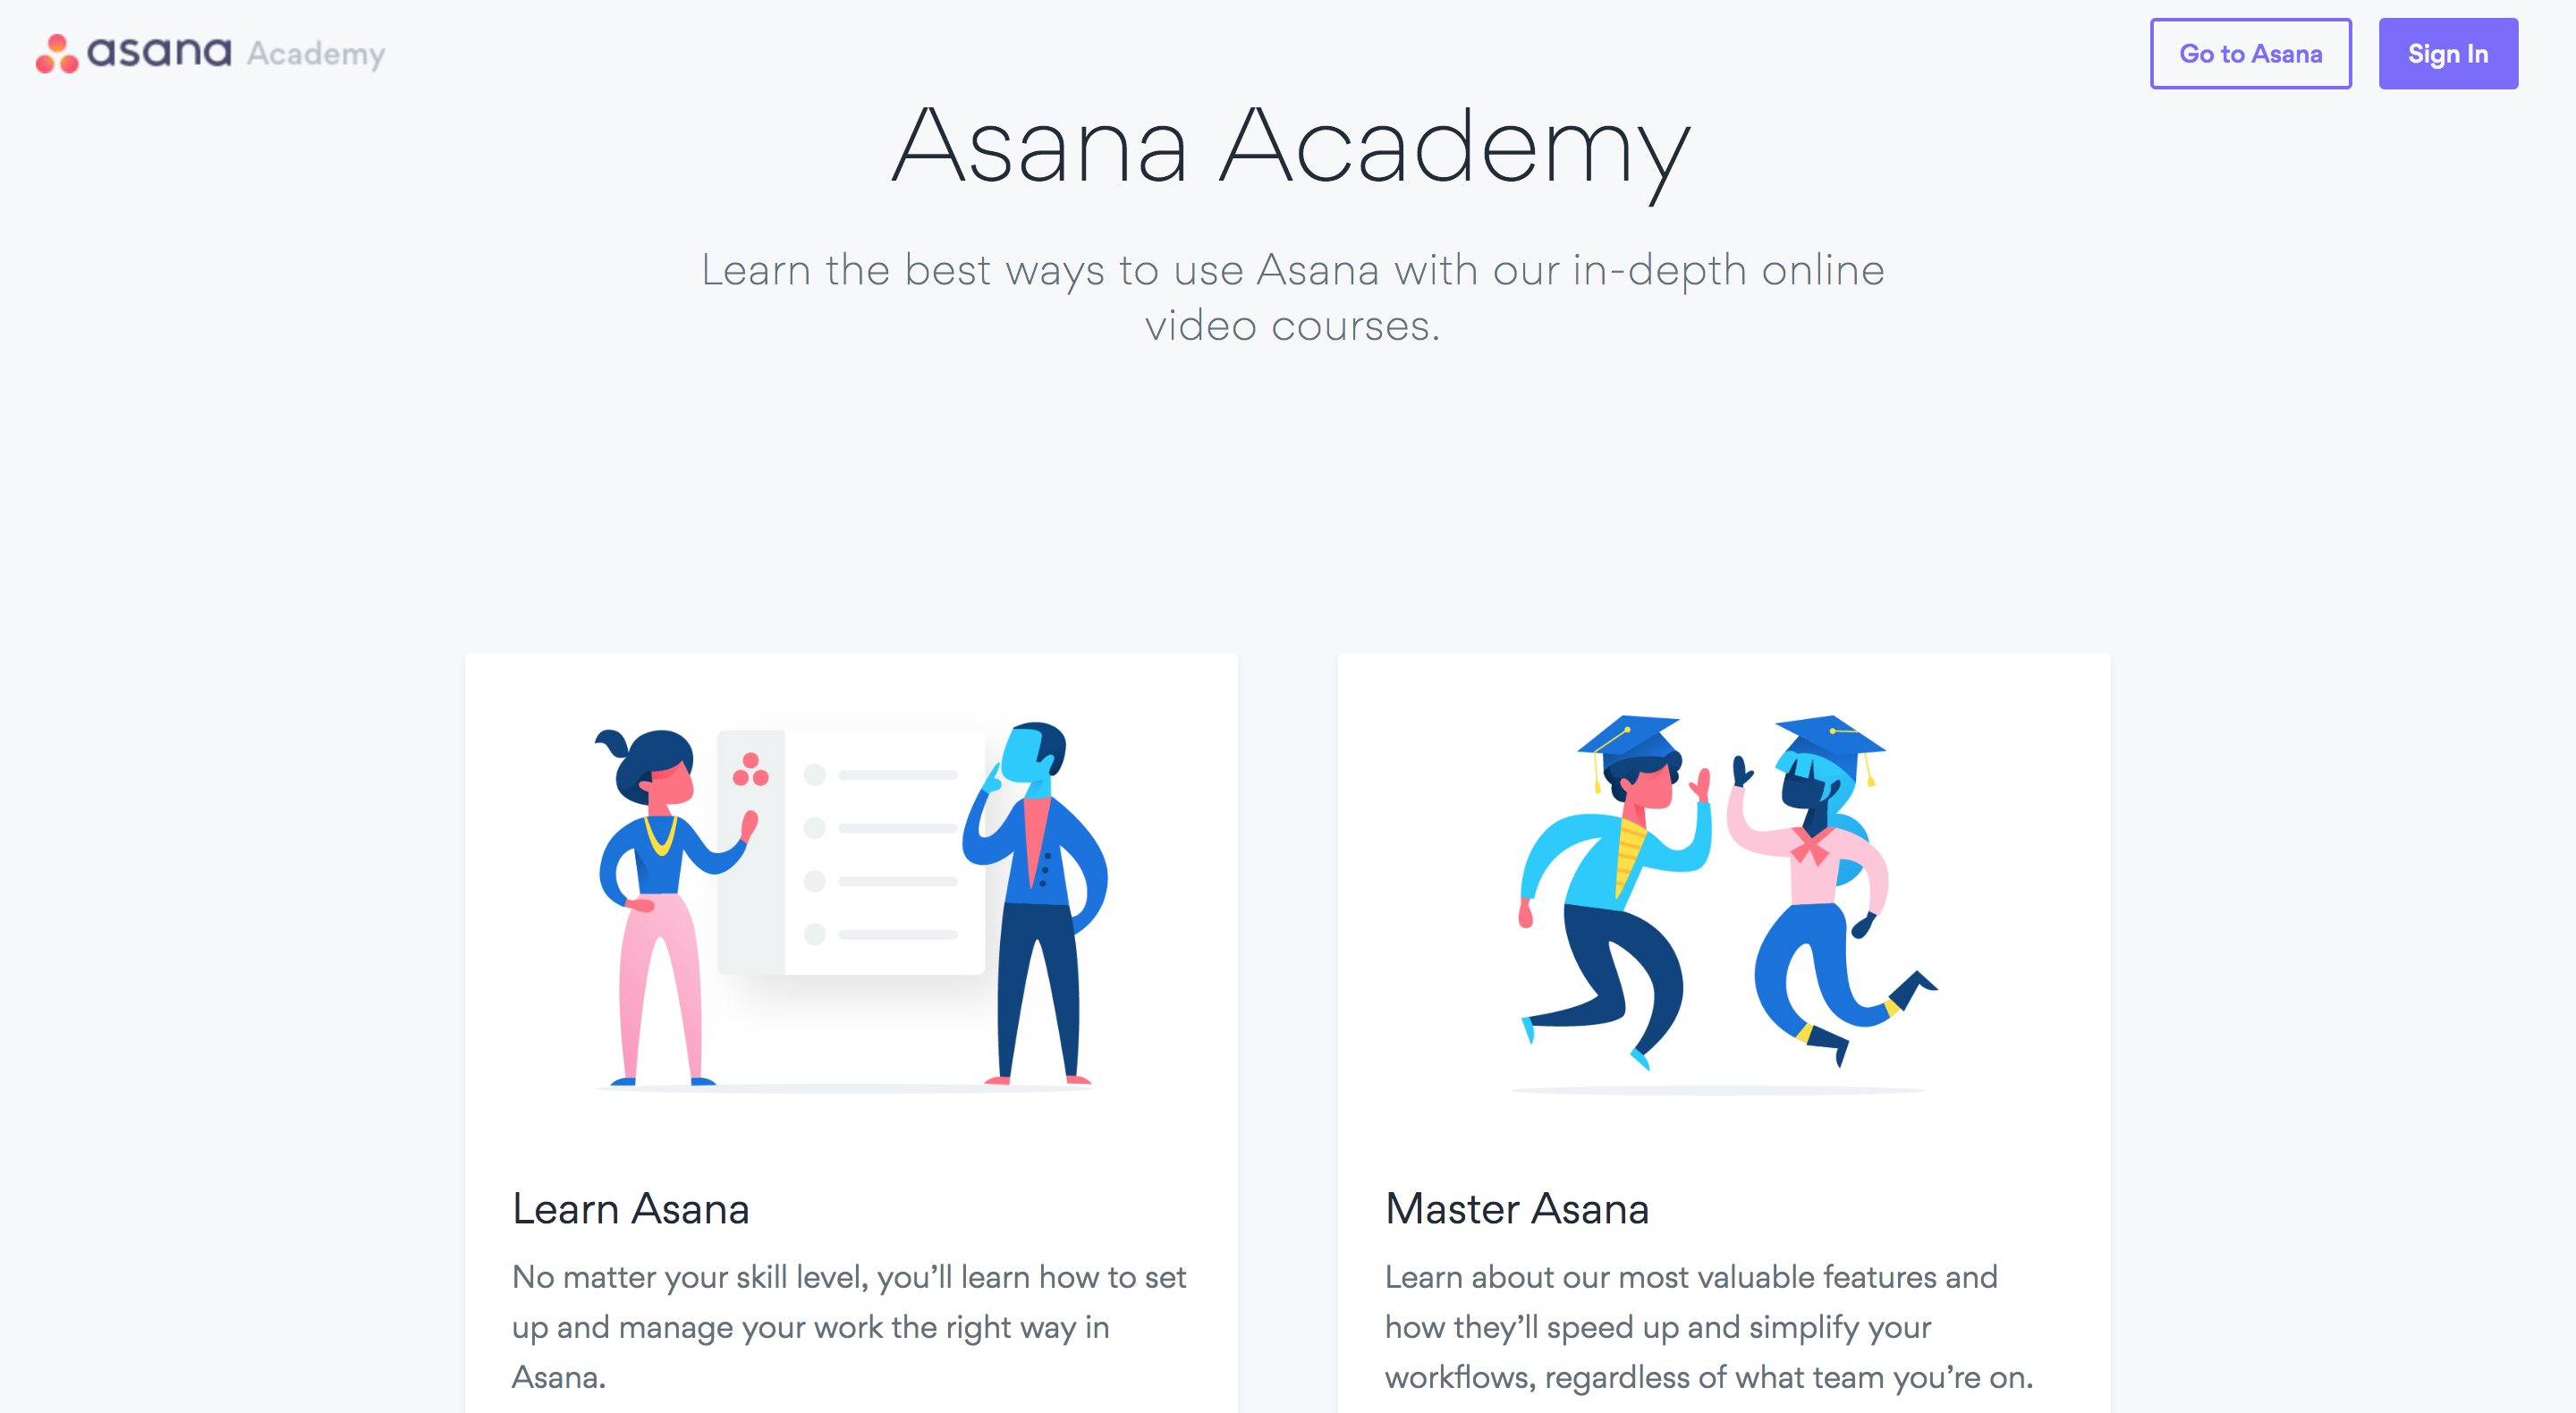 asana Academy
Go to Asana
Sign In
Asana Academy
Learn the best ways to use Asana with our in-depth online
video courses.
Learn Asana
No matter your skill level, you’ll learn how to set
up and manage your work the right way in
Asana.
Master Asana
Learn about our most valuable features and
how they’ll speed up and simplify your
workflows, regardless of what team you’re on.